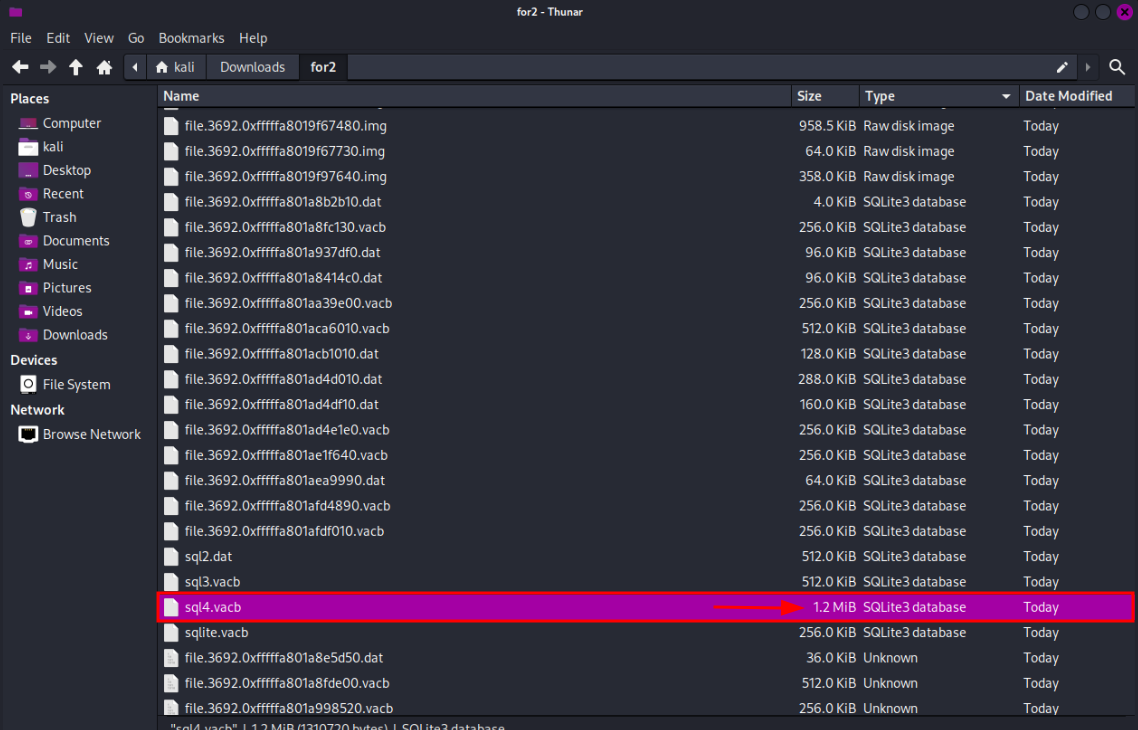 for2 - Thunar
File Edit View Go Bookmarks Help
kali Downloads for2
Places
Computer
kali
Desktop
Recent
Trash
Documents
Music
Pictures
Videos
Downloads
Devices
File System
Network
Browse Network
Name Size Type Date Modified
file.3692.0xfffffa8019f67480.img 958.5 KiB Raw disk image Today
file.3692.0xfffffa8019f67730.img 64.0 KiB Raw disk image Today
file.3692.0xfffffa8019f97640.img 358.0 KiB Raw disk image Today
file.3692.0xfffffa801a8b2b10.dat 4.0 KiB SQLite3 database Today
file.3692.0xfffffa801a8fc130.vacb 256.0 KiB SQLite3 database Today
file.3692.0xfffffa801a937df0.dat 96.0 KiB SQLite3 database Today
file.3692.0xfffffa801a8414c0.dat 96.0 KiB SQLite3 database Today
file.3692.0xfffffa801aa39e00.vacb 256.0 KiB SQLite3 database Today
file.3692.0xfffffa801aca6010.vacb 512.0 KiB SQLite3 database Today
file.3692.0xfffffa801acb1010.dat 128.0 KiB SQLite3 database Today
file.3692.0xfffffa801ad4d010.dat 288.0 KiB SQLite3 database Today
file.3692.0xfffffa801ad4df10.dat 160.0 KiB SQLite3 database Today
file.3692.0xfffffa801ad4e1e0.vacb 256.0 KiB SQLite3 database Today
file.3692.0xfffffa801ae1f640.vacb 256.0 KiB SQLite3 database Today
file.3692.0xfffffa801aea9990.dat 64.0 KiB SQLite3 database Today
file.3692.0xfffffa801afd4890.vacb 256.0 KiB SQLite3 database Today
file.3692.0xfffffa801afdf010.vacb 256.0 KiB SQLite3 database Today
sql2.dat 512.0 KiB SQLite3 database Today
sql3.vacb 512.0 KiB SQLite3 database Today
sql4.vacb 1.2 MiB SQLite3 database Today
sqlite.vacb 256.0 KiB SQLite3 database Today
file.3692.0xfffffa801a8e5d50.dat 36.0 KiB Unknown Today
file.3692.0xfffffa801a8fde00.vacb 512.0 KiB Unknown Today
file.3692.0xfffffa801a998520.vacb 256.0 KiB Unknown Today
"sql4.vacb" | 1.2 MiB (1310720 bytes) | SQLite3 database